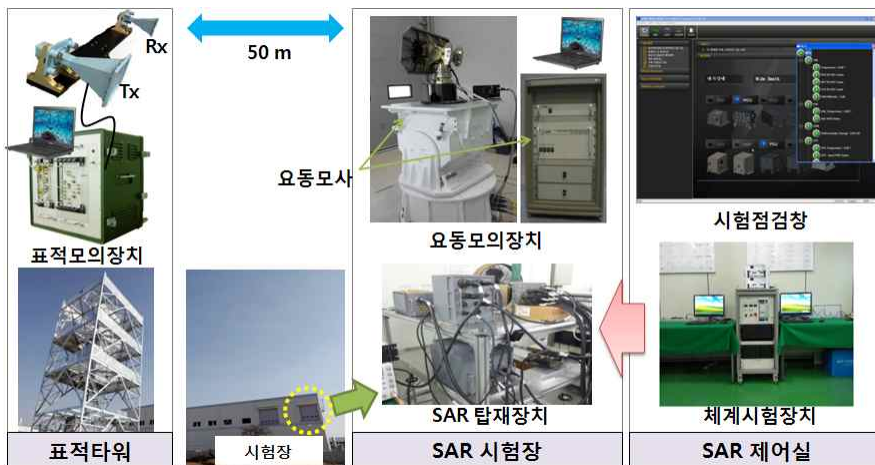 Rx
50 m
Tx
요동모사
표적모의장치
요동모의장치
시험점검창
SAR 탑재장치
체계시험장치
표적타워
시험장
SAR 시험장
SAR 제어실